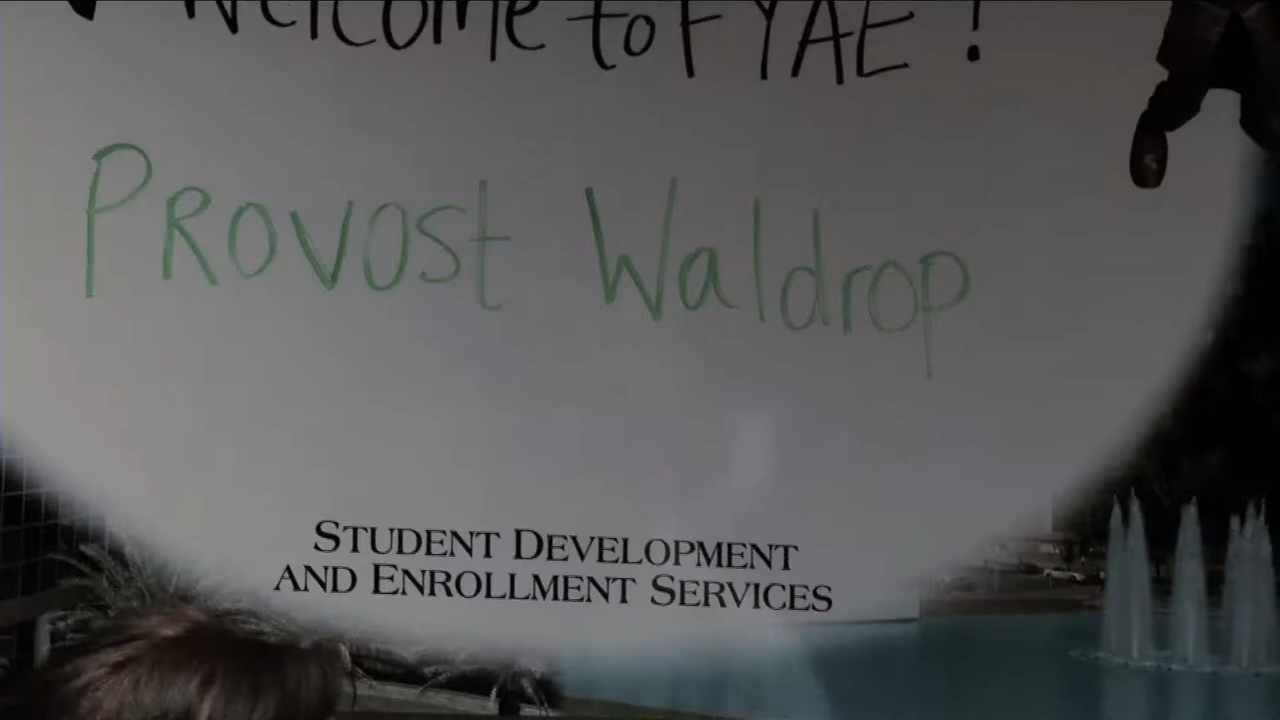 Welcome to FYAE!
PROVOST Waldrop
STUDENT DEVELOPMENT
AND ENROLLMENT SERVICES